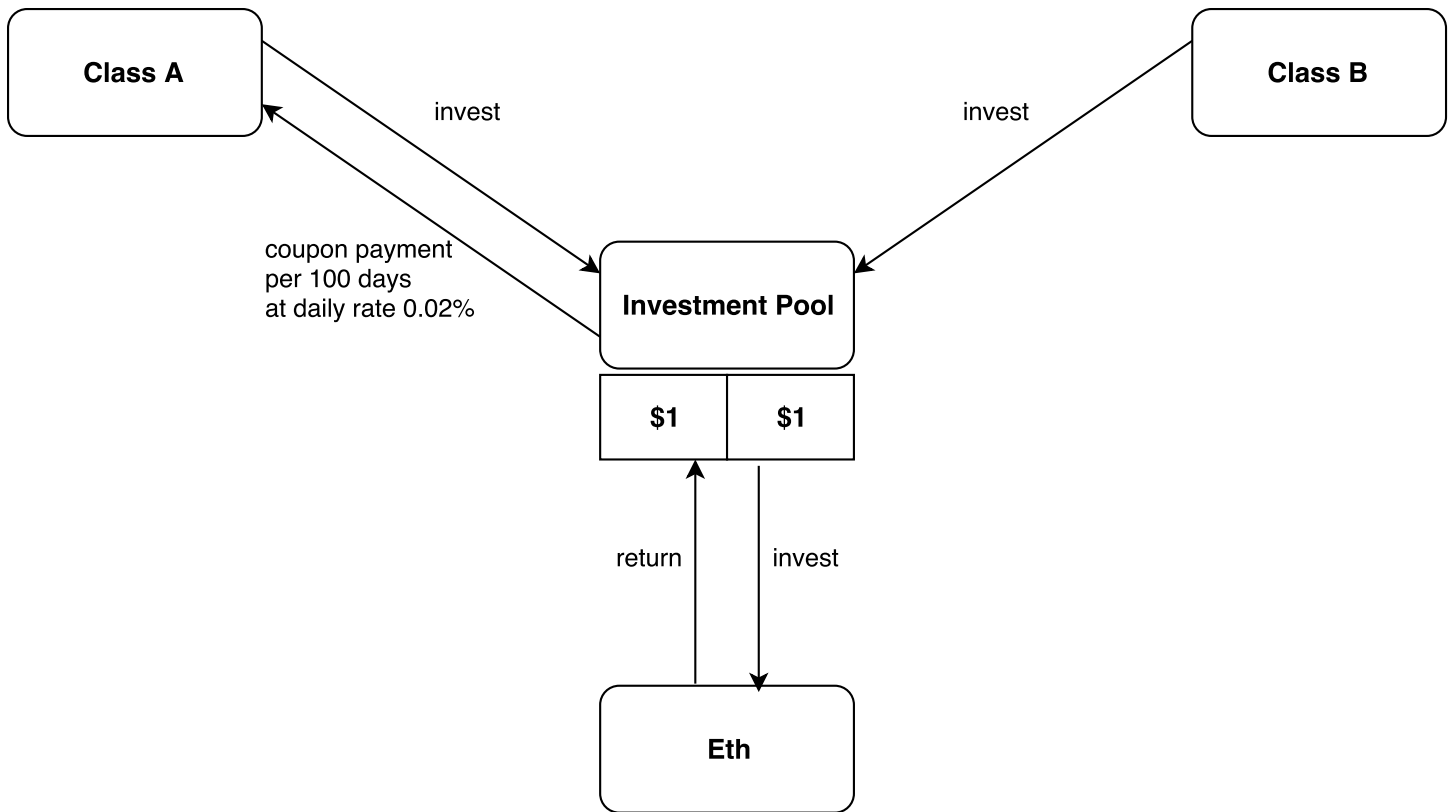 Class A
Class B
invest
invest
coupon payment
per 100 days
at daily rate 0.02%
Investment Pool
$1
$1
return
invest
Eth